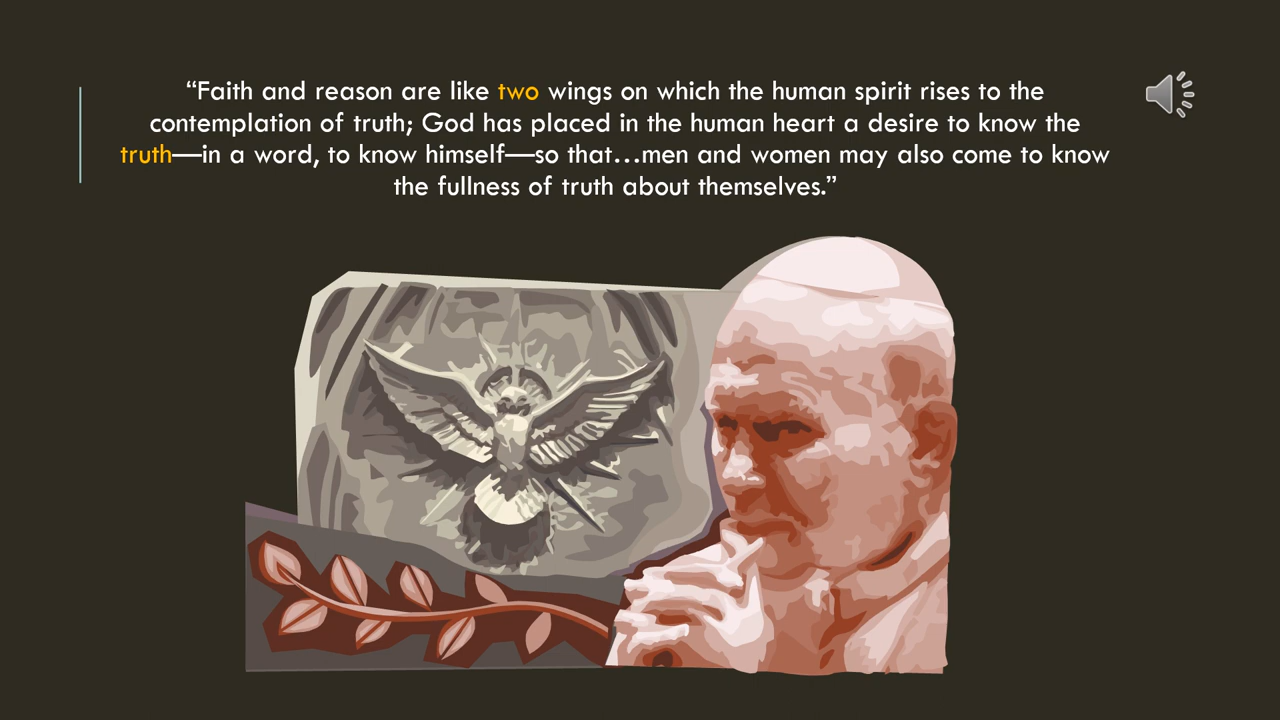 “Faith and reason are like two wings on which the human spirit rises to the
contemplation of truth; God has placed in the human heart a desire to know the
truth—in a word, to know himself—so that…men and women may also come to know
the fullness of truth about themselves.”